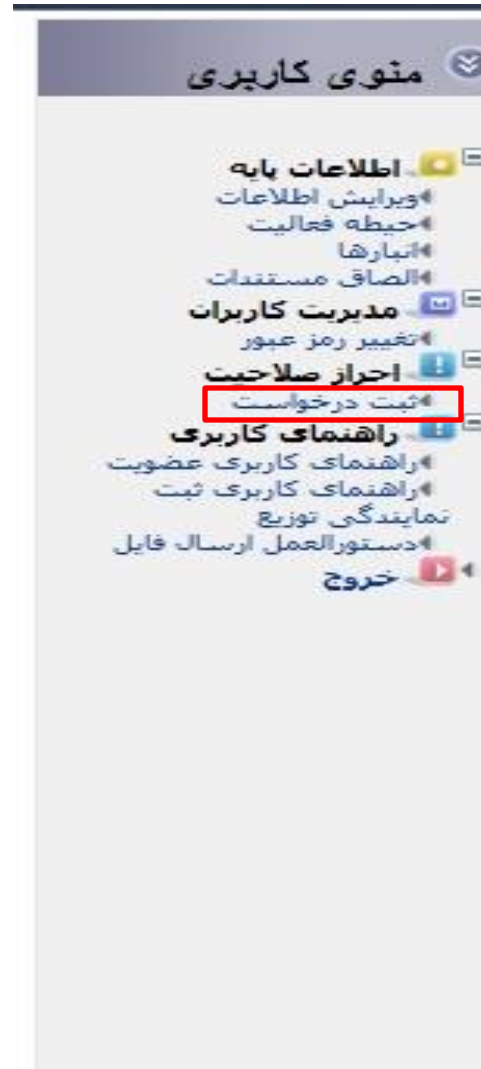 منوی کاربری
اطلاعات پایه
ویرایش اطلاعات
حیطه فعالیت
انبارها
الصاق مستندات
مدیریت کاربران
تغییر رمز عبور
احراز صلاحیت
ثبت درخواست
راهنمای کاربری
راهنمای کاربری عضویت
راهنمای کاربری ثبت
نمایندگی توزیع
دستورالعمل ارسال فایل
خروج